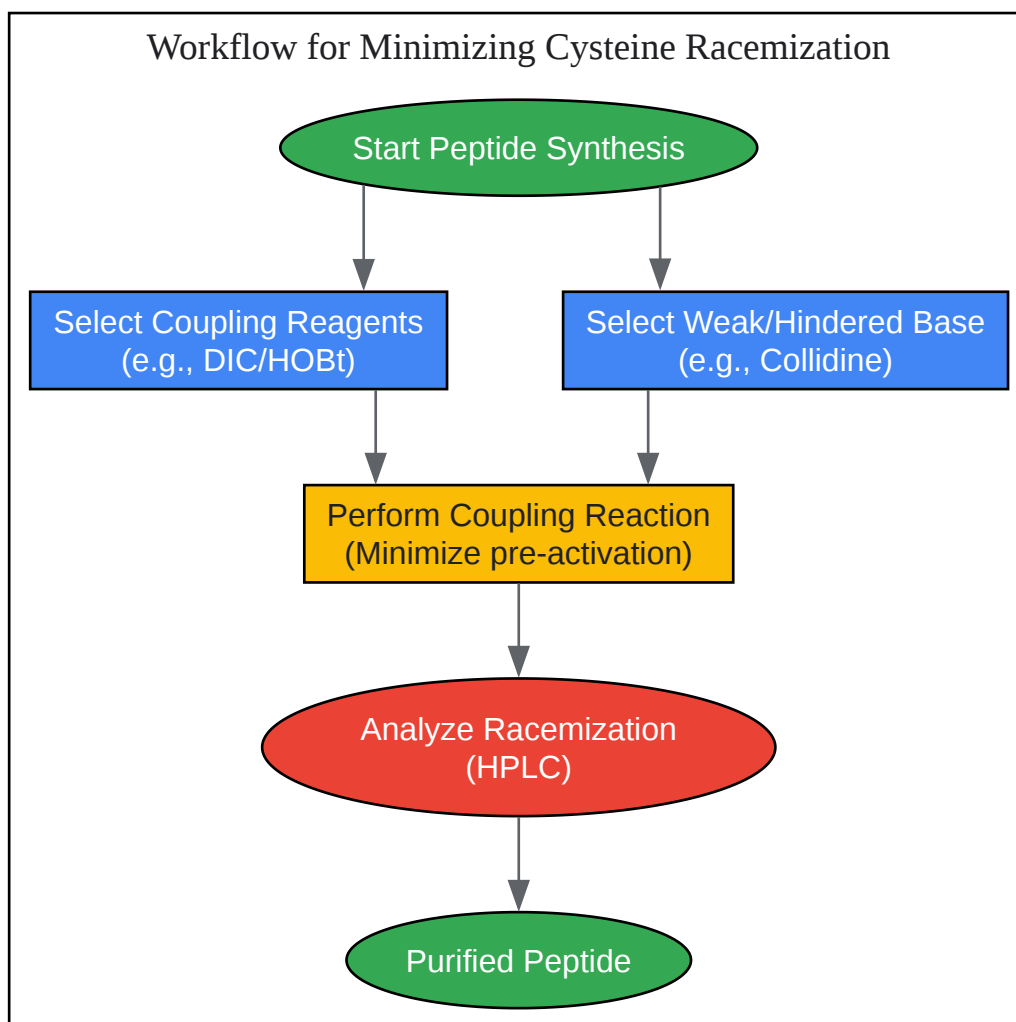 Workflow for Minimizing Cysteine Racemization
Start Peptide Synthesis
Select Coupling Reagents
(e.g., DIC/HOBt)
Select Weak/Hindered Base
(e.g., Collidine)
Perform Coupling Reaction
(Minimize pre-activation)
Analyze Racemization
(HPLC)
Purified Peptide